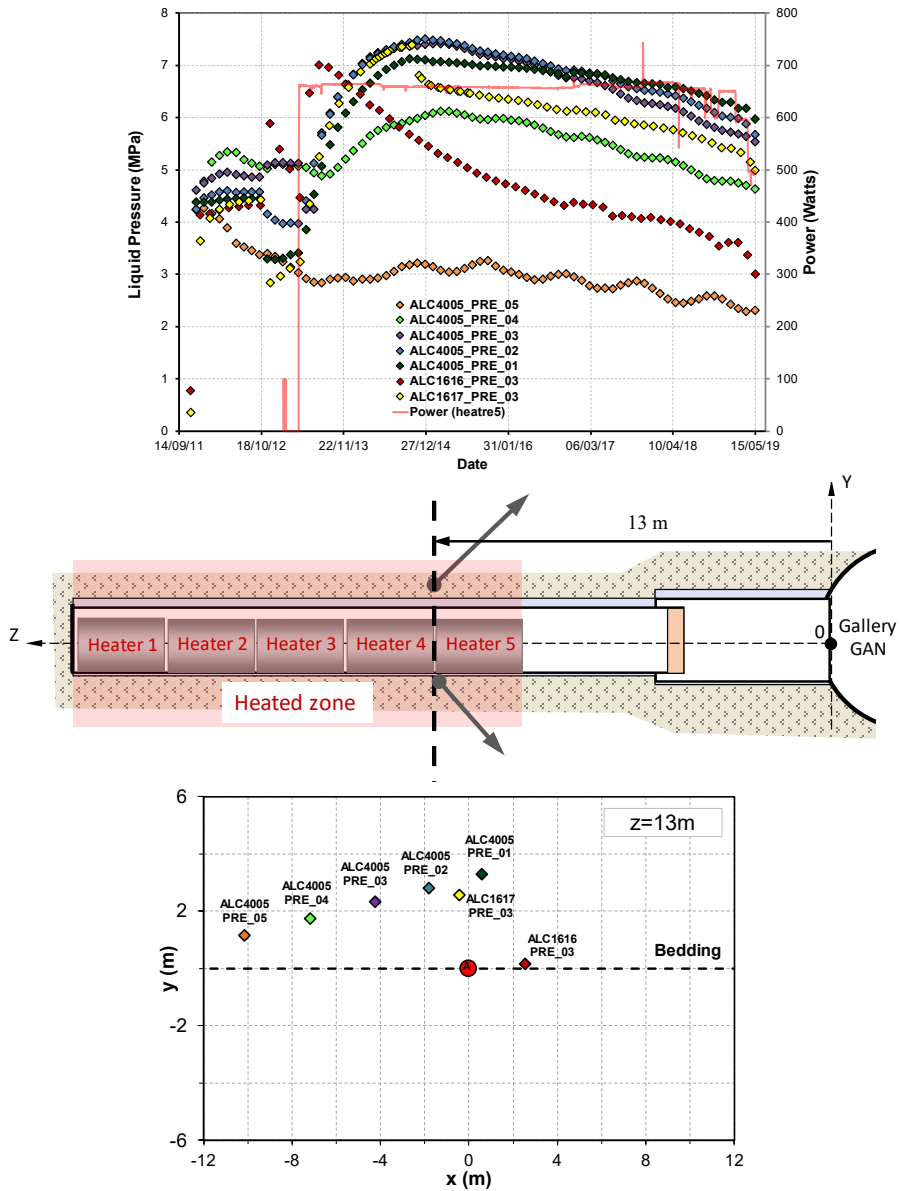 8
7
6
5
4
3
2
1
0
Liquid Pressure (MPa)
800
700
600
500
400
300
200
100
0
Power (Watts)
ALC4005_PRE_05
ALC4005_PRE_04
ALC4005_PRE_03
ALC4005_PRE_02
ALC4005_PRE_01
ALC1616_PRE_03
ALC1617_PRE_03
Power (heatre5)
14/09/11 18/10/12 22/11/13 27/12/14 31/01/16 06/03/17 10/04/18 15/05/19
Date
Y
13 m
Z
Heater 1 Heater 2 Heater 3 Heater 4 Heater 5
0
Gallery
GAN
Heated zone
6
2
-2
-6
y (m)
z=13m
ALC4005
PRE_01
ALC4005
PRE_02
ALC4005
PRE_03
ALC4005
PRE_04
ALC4005
PRE_05
ALC1617
PRE_03
ALC1616
PRE_03
A
Bedding
-12 -8 -4 0 4 8 12
x (m)